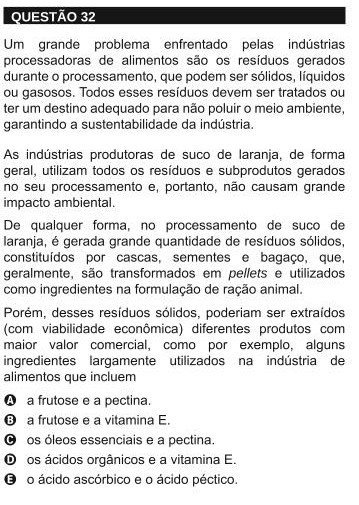 QUESTÃO 32
Um grande problema enfrentado pelas indústrias
processadoras de alimentos são os resíduos gerados
durante o processamento, que podem ser sólidos, líquidos
ou gasosos. Todos esses resíduos devem ser tratados ou
ter um destino adequado para não poluir o meio ambiente,
garantindo a sustentabilidade da indústria.
As indústrias produtoras de suco de laranja, de forma
geral, utilizam todos os resíduos e subprodutos gerados
no seu processamento e, portanto, não causam grande
impacto ambiental.
De qualquer forma, no processamento de suco de
laranja, é gerada grande quantidade de resíduos sólidos,
constituídos por cascas, sementes e bagaço, que,
geralmente, são transformados em pellets e utilizados
como ingredientes na formulação de ração animal.
Porém, desses resíduos sólidos, poderiam ser extraídos
(com viabilidade econômica) diferentes produtos com
maior valor comercial, como por exemplo, alguns
ingredientes largamente utilizados na indústria de
alimentos que incluem
A a frutose e a pectina.
B a frutose e a vitamina E.
C os óleos essenciais e a pectina.
D os ácidos orgânicos e a vitamina E.
E o ácido ascórbico e o ácido péctico.